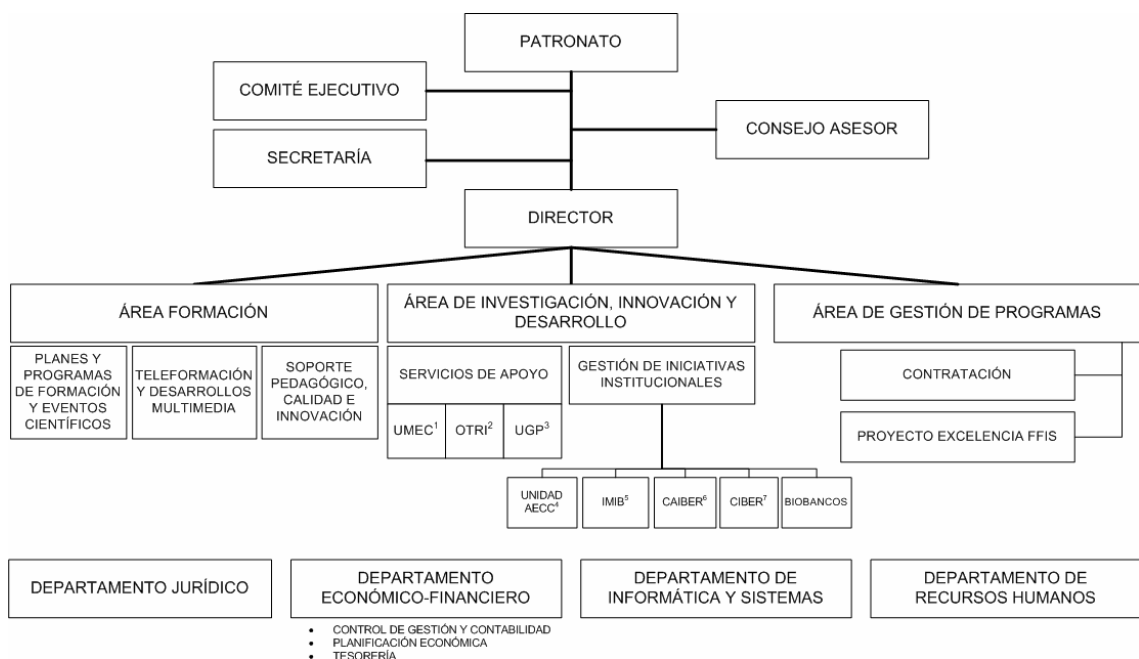 PATRONATO
COMITÉ EJECUTIVO
CONSEJO ASESOR
SECRETARÍA
DIRECTOR
ÁREA FORMACIÓN
ÁREA DE INVESTIGACIÓN, INNOVACIÓN Y
DESARROLLO
ÁREA DE GESTIÓN DE PROGRAMAS
PLANES Y
PROGRAMAS
DE FORMACIÓN
Y EVENTOS
CIENTÍFICOS
TELEFORMACIÓN
Y DESARROLLOS
MULTIMEDIA
SOPORTE
PEDAGÓGICO,
CALIDAD E
INNOVACIÓN
SERVICIOS DE APOYO
UMEC¹
OTRI²
UGP³
GESTIÓN DE INICIATIVAS
INSTITUCIONALES
UNIDAD
AECC⁴
IMIB⁵
CAIBER⁶
CIBER⁷
BIOBANCOS
CONTRATACIÓN
PROYECTO EXCELENCIA FFIS
DEPARTAMENTO JURÍDICO
DEPARTAMENTO
ECONÓMICO-FINANCIERO
• CONTROL DE GESTIÓN Y CONTABILIDAD
• PLANIFICACIÓN ECONÓMICA
• TESORERÍA
DEPARTAMENTO DE
INFORMÁTICA Y SISTEMAS
DEPARTAMENTO DE
RECURSOS HUMANOS